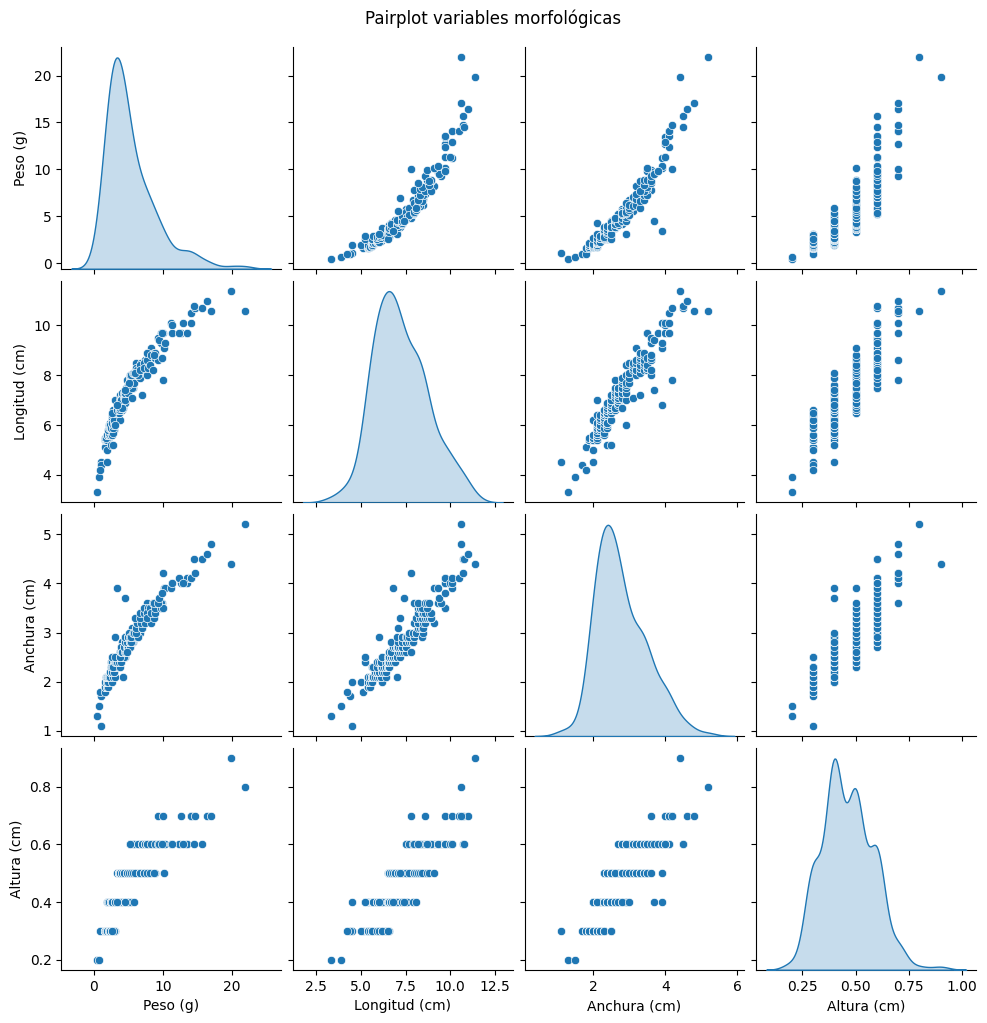 Pairplot variables morfológicas
Peso (g)
20
15
10
5
0
Longitud (cm)
10
8
6
4
Anchura (cm)
5
4
3
2
1
Altura (cm)
0.8
0.6
0.4
0.2
0 10 20
2.5 5.0 7.5 10.0 12.5
2 4 6
0.25 0.50 0.75 1.00
Peso (g) Longitud (cm) Anchura (cm) Altura (cm)